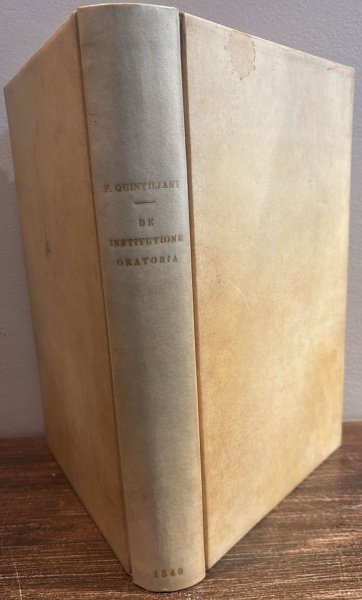 F. QUINTILIANI
DE
INSTITUTIONE
ORATORIA
1549